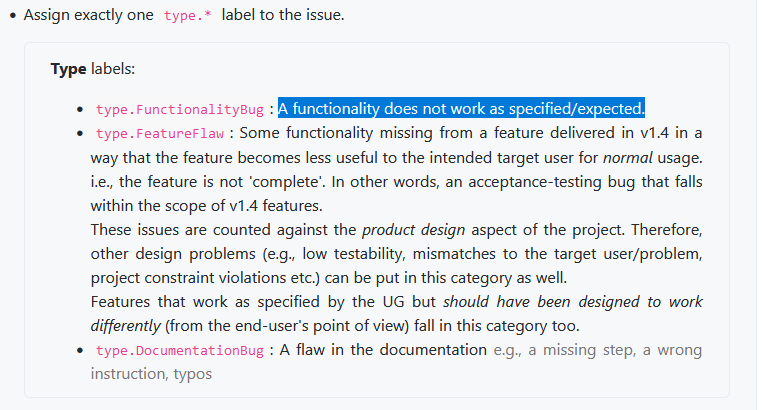 • Assign exactly one type.* label to the issue.
Type labels:
• type.FunctionalityBug : A functionality does not work as specified/expected.
• type.FeatureFlaw : Some functionality missing from a feature delivered in v1.4 in a
way that the feature becomes less useful to the intended target user for normal usage.
i.e., the feature is not 'complete'. In other words, an acceptance-testing bug that falls
within the scope of v1.4 features.
These issues are counted against the product design aspect of the project. Therefore,
other design problems (e.g., low testability, mismatches to the target user/problem,
project constraint violations etc.) can be put in this category as well.
Features that work as specified by the UG but should have been designed to work
differently (from the end-user's point of view) fall in this category too.
• type.DocumentationBug : A flaw in the documentation e.g., a missing step, a wrong
instruction, typos